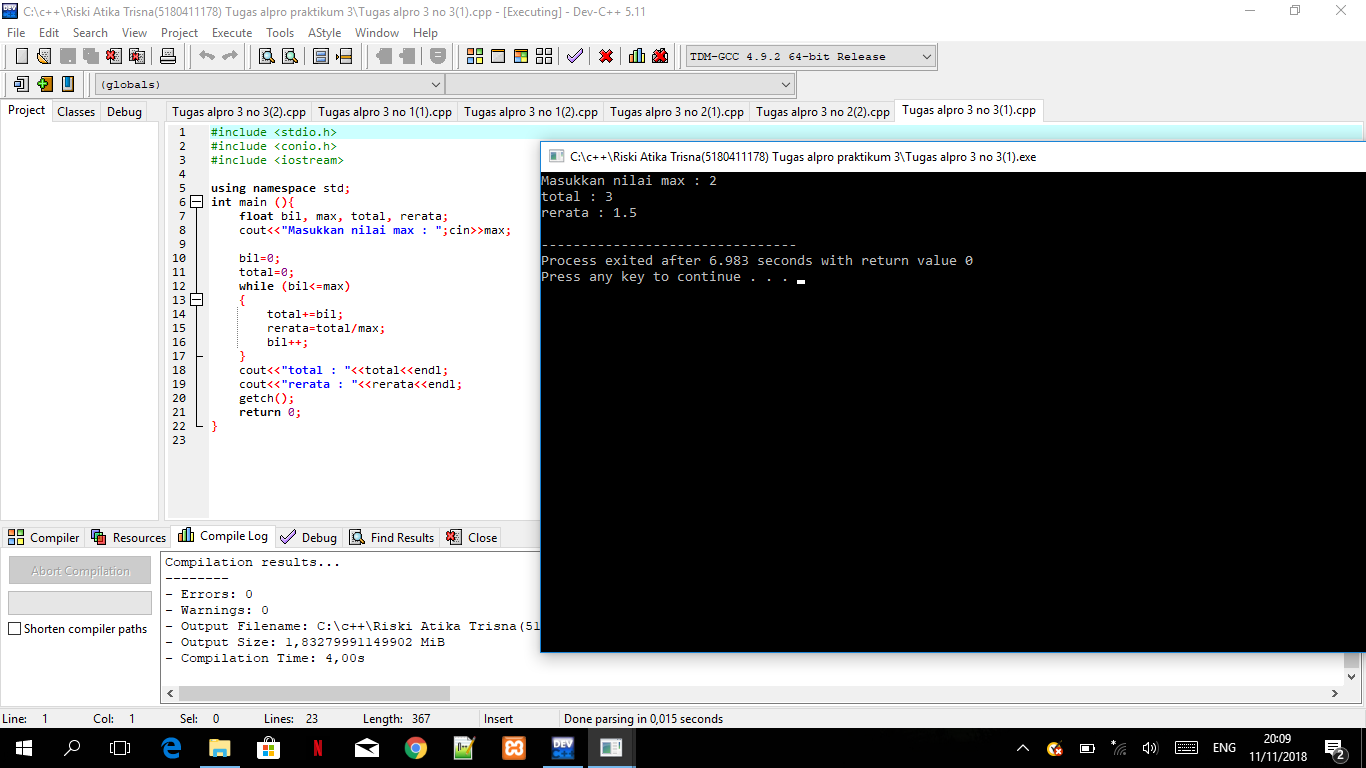 C:\c++\Riski Atika Trisna(5180411178) Tugas alpro praktikum 3\Tugas alpro 3 no 3(1).cpp - [Executing] - Dev-C++ 5.11
File Edit Search View Project Execute Tools AStyle Window Help
TDM-GCC 4.9.2 64-bit Release
(globals)
Project Classes Debug
Tugas alpro 3 no 3(2).cpp Tugas alpro 3 no 1(1).cpp Tugas alpro 3 no 1(2).cpp Tugas alpro 3 no 2(1).cpp Tugas alpro 3 no 2(2).cpp Tugas alpro 3 no 3(1).cpp
1 #include <stdio.h>
2 #include <conio.h>
3 #include <iostream>
4
5 using namespace std;
6 int main (){
7 float bil, max, total, rerata;
8 cout<<"Masukkan nilai max : ";cin>>max;
9
10 bil=0;
11 total=0;
12 while (bil<=max)
13 {
14 total+=bil;
15 rerata=total/max;
16 bil++;
17 }
18 cout<<"total : "<<total<<endl;
19 cout<<"rerata : "<<rerata<<endl;
20 getch();
21 return 0;
22 }
23
C:\c++\Riski Atika Trisna(5180411178) Tugas alpro praktikum 3\Tugas alpro 3 no 3(1).exe
Masukkan nilai max : 2
total : 3
rerata : 1.5
--------------------------------
Process exited after 6.983 seconds with return value 0
Press any key to continue . . .
Compiler Resources Compile Log Debug Find Results Close
Abort Compilation
Shorten compiler paths
Compilation results...
--------
- Errors: 0
- Warnings: 0
- Output Filename: C:\c++\Riski Atika Trisna(51
- Output Size: 1,83279991149902 MiB
- Compilation Time: 4,00s
Line: 1 Col: 1 Sel: 0 Lines: 23 Length: 367 Insert Done parsing in 0,015 seconds
DEV C++
ENG
20:09
11/11/2018
2